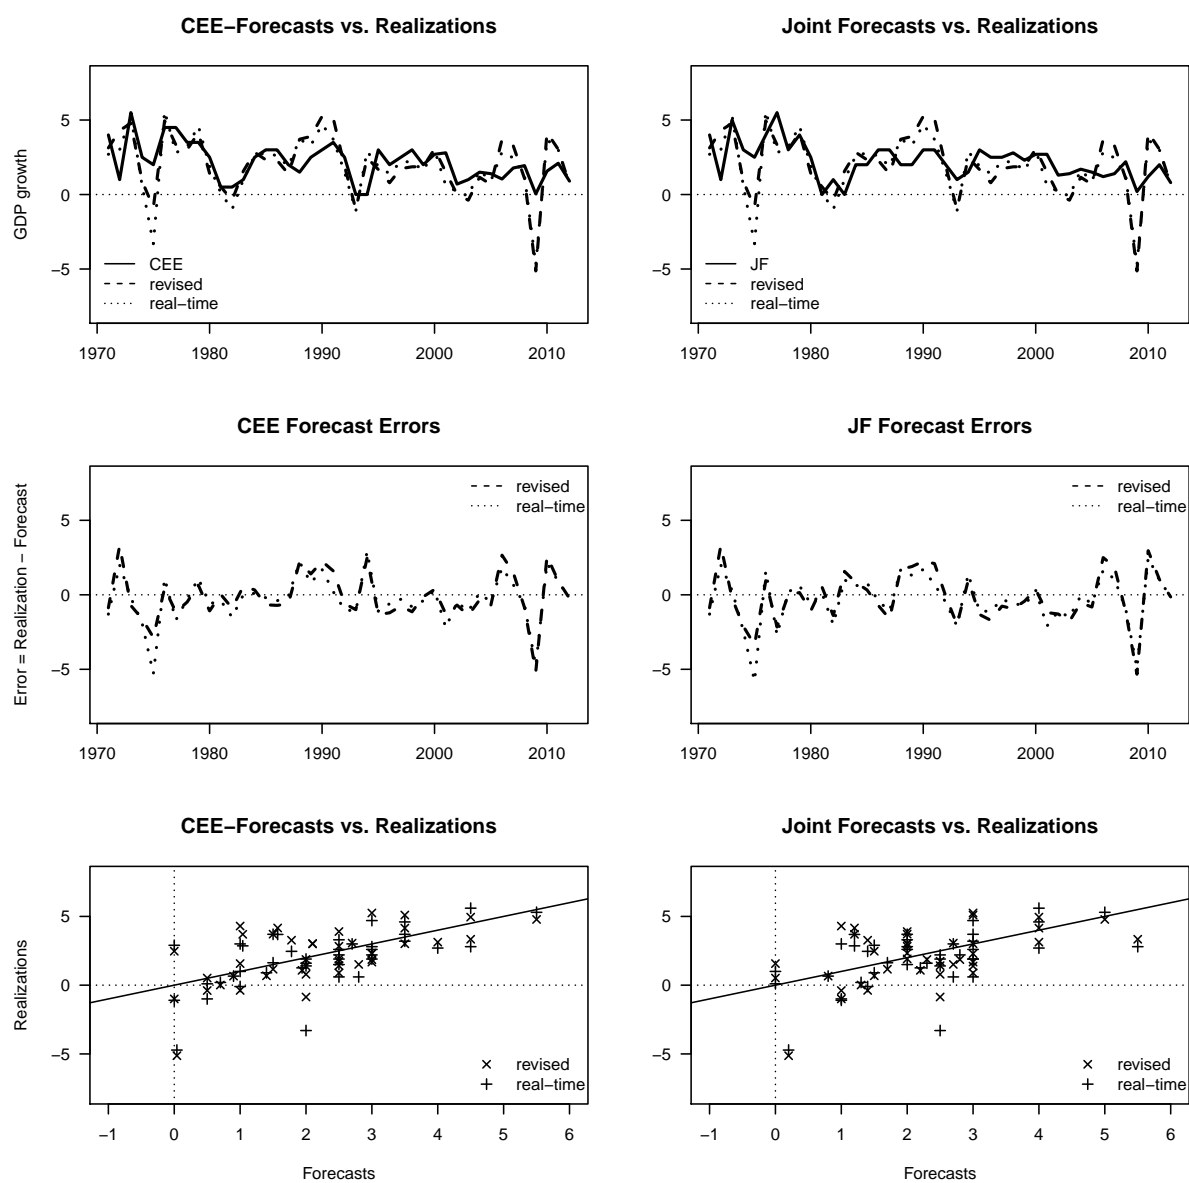 CEE−Forecasts vs. Realizations
GDP growth
5
0
−5
CEE
revised
real−time
1970 1980 1990 2000 2010
Joint Forecasts vs. Realizations
5
0
−5
JF
revised
real−time
1970 1980 1990 2000 2010
CEE Forecast Errors
Error = Realization − Forecast
revised
real−time
5
0
−5
1970 1980 1990 2000 2010
JF Forecast Errors
revised
real−time
5
0
−5
1970 1980 1990 2000 2010
CEE−Forecasts vs. Realizations
Realizations
5
0
−5
revised
real−time
−1 0 1 2 3 4 5 6
Forecasts
Joint Forecasts vs. Realizations
5
0
−5
revised
real−time
−1 0 1 2 3 4 5 6
Forecasts